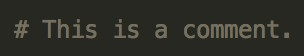 # This is a comment.